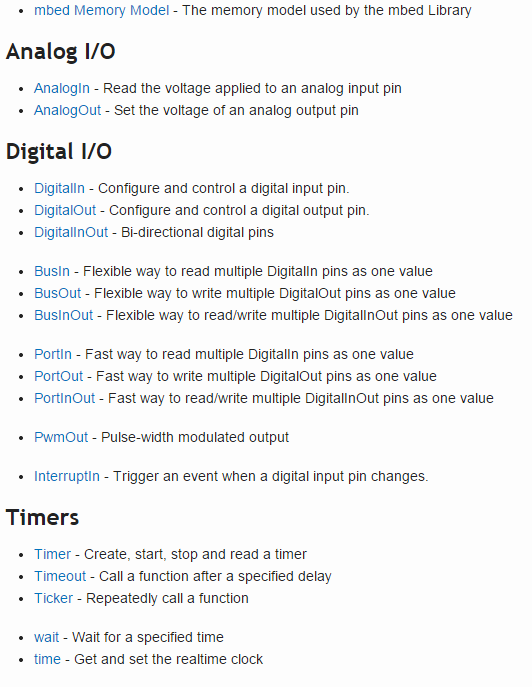 mbed Memory Model - The memory model used by the mbed Library
Analog I/O
AnalogIn - Read the voltage applied to an analog input pin
AnalogOut - Set the voltage of an analog output pin
Digital I/O
DigitalIn - Configure and control a digital input pin.
DigitalOut - Configure and control a digital output pin.
DigitalInOut - Bi-directional digital pins
BusIn - Flexible way to read multiple DigitalIn pins as one value
BusOut - Flexible way to write multiple DigitalOut pins as one value
BusInOut - Flexible way to read/write multiple DigitalInOut pins as one value
PortIn - Fast way to read multiple DigitalIn pins as one value
PortOut - Fast way to write multiple DigitalOut pins as one value
PortInOut - Fast way to read/write multiple DigitalInOut pins as one value
PwmOut - Pulse-width modulated output
InterruptIn - Trigger an event when a digital input pin changes.
Timers
Timer - Create, start, stop and read a timer
Timeout - Call a function after a specified delay
Ticker - Repeatedly call a function
wait - Wait for a specified time
time - Get and set the realtime clock